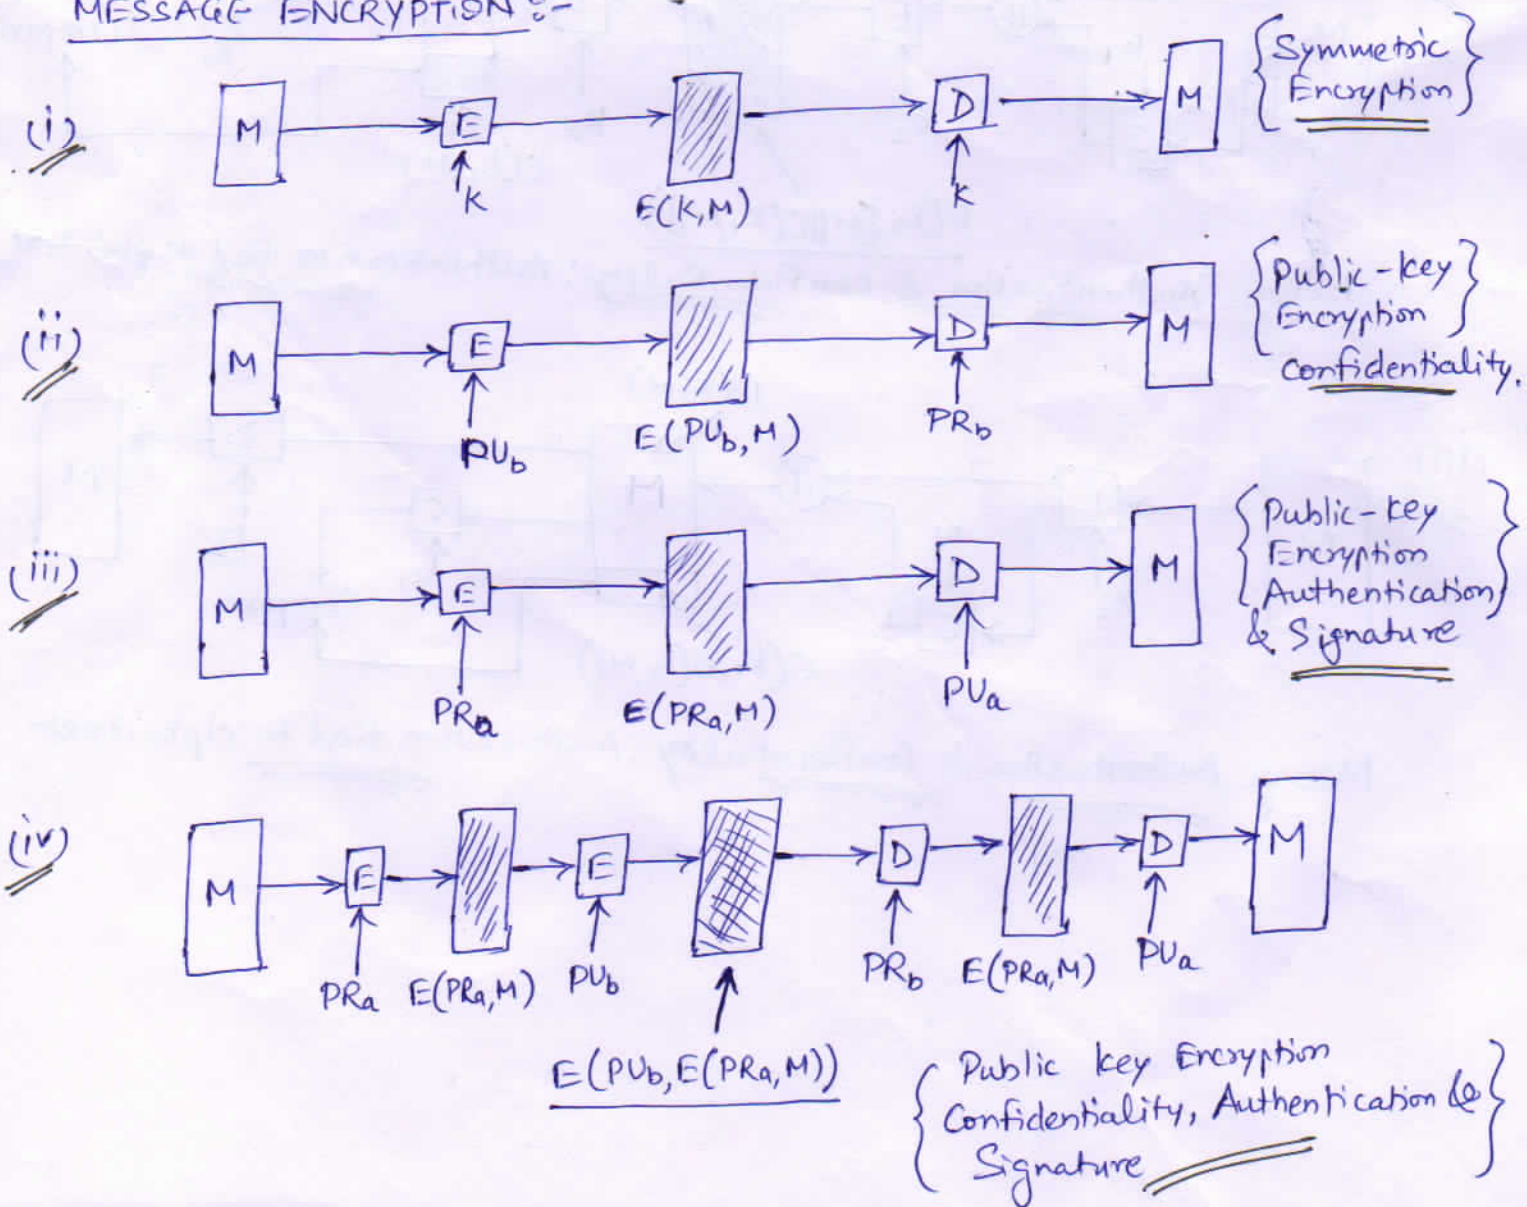 MESSAGE ENCRYPTION :-
(i)
M
E
K
E(K,M)
D
K
M
{Symmetric
Encryption}
(ii)
M
E
PUb
E(PUb,M)
D
PRb
M
{Public-key
Encryption}
Confidentiality.
(iii)
M
E
PRa
E(PRa,M)
D
PUa
M
{Public-key
Encryption
Authentication}
& Signature
(iv)
M
E
PRa
E(PRa,M)
E
PUb
E(PUb,E(PRa,M))
D
PRb
E(PRa,M)
D
PUa
M
{Public key Encryption
Confidentiality, Authentication &
Signature}